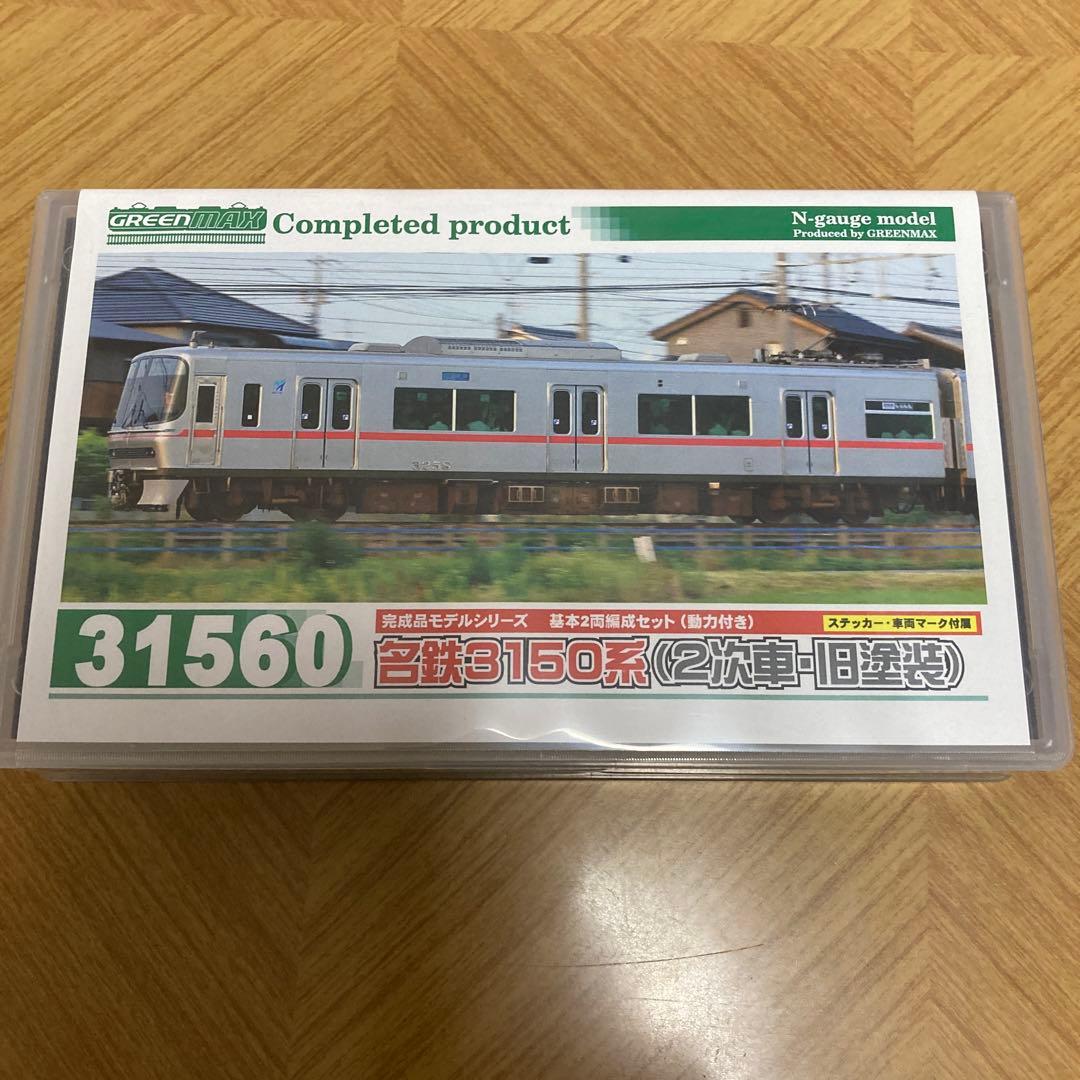 GREENMAX Completed product
N-gauge model
Produced by GREENMAX
31560
完成品モデルシリーズ 基本2両編成セット（動力付き）
ステッカー・車両マーク付属
名鉄3150系（2次車・旧塗装）